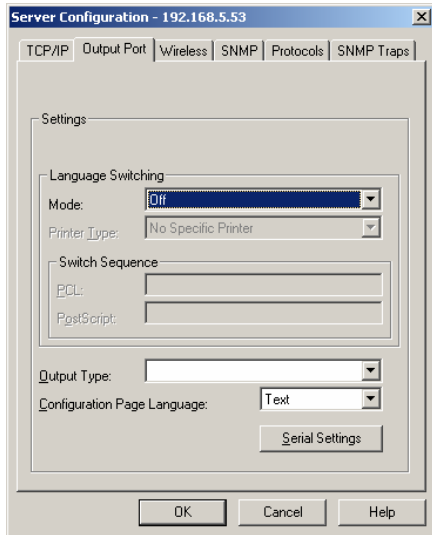 Server Configuration - 192.168.5.53
TCP/IP Output Port Wireless SNMP Protocols SNMP Traps
Settings
Language Switching
Mode: Off
Printer Type: No Specific Printer
Switch Sequence
PCL:
PostScript:
Output Type:
Configuration Page Language: Text
Serial Settings
OK Cancel Help